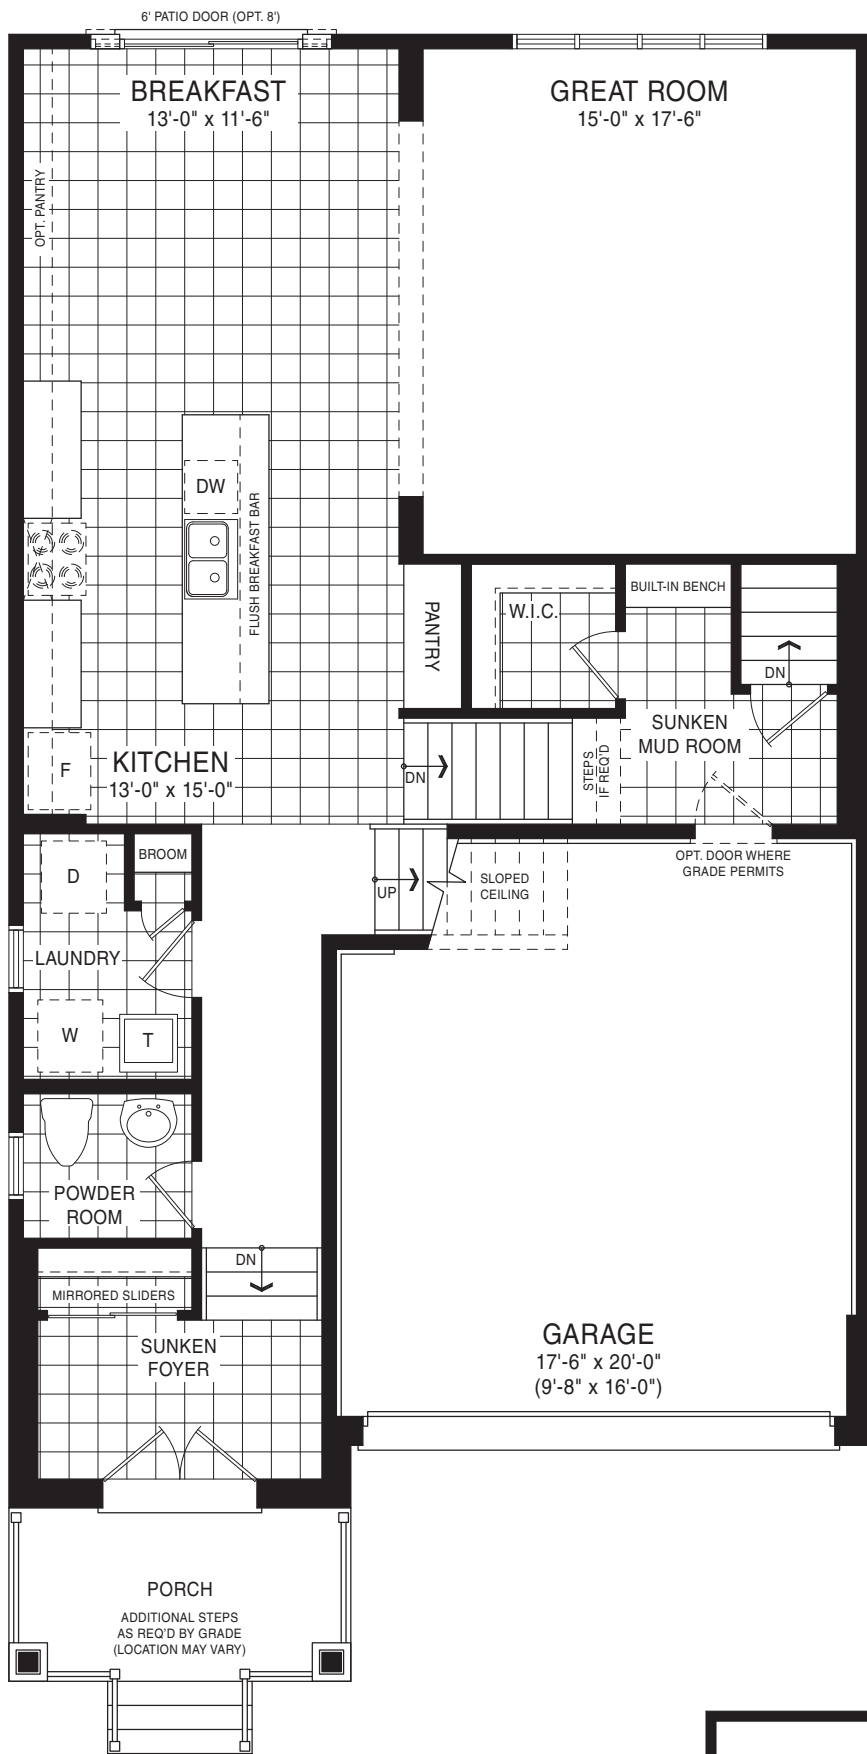 6' PATIO DOOR (OPT. 8')
BREAKFAST
13'-0" x 11'-6"
GREAT ROOM
15'-0" x 17'-6"
OPT. PANTRY
DW
FLUSH BREAKFAST BAR
PANTRY
W.I.C.
BUILT-IN BENCH
DN
SUNKEN
MUD ROOM
STEPS
IF REQ'D
DN
F
KITCHEN
13'-0" x 15'-0"
D
BROOM
UP
SLOPED
CEILING
OPT. DOOR WHERE
GRADE PERMITS
LAUNDRY
W
T
POWDER
ROOM
DN
MIRRORED SLIDERS
SUNKEN
FOYER
GARAGE
17'-6" x 20'-0"
(9'-8" x 16'-0")
PORCH
ADDITIONAL STEPS
AS REQ'D BY GRADE
(LOCATION MAY VARY)